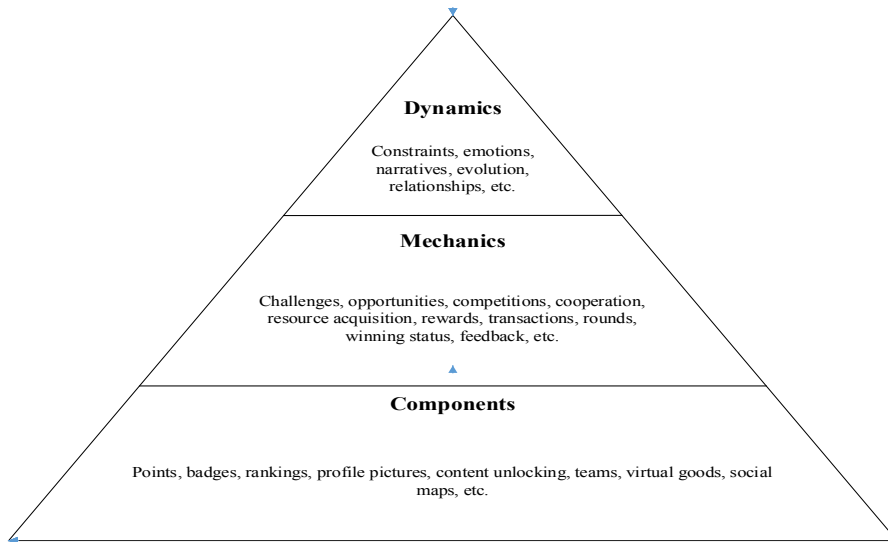 Dynamics
Constraints, emotions,
narratives, evolution,
relationships, etc.
Mechanics
Challenges, opportunities, competitions, cooperation,
resource acquisition, rewards, transactions, rounds,
winning status, feedback, etc.
Components
Points, badges, rankings, profile pictures, content unlocking, teams, virtual goods, social
maps, etc.